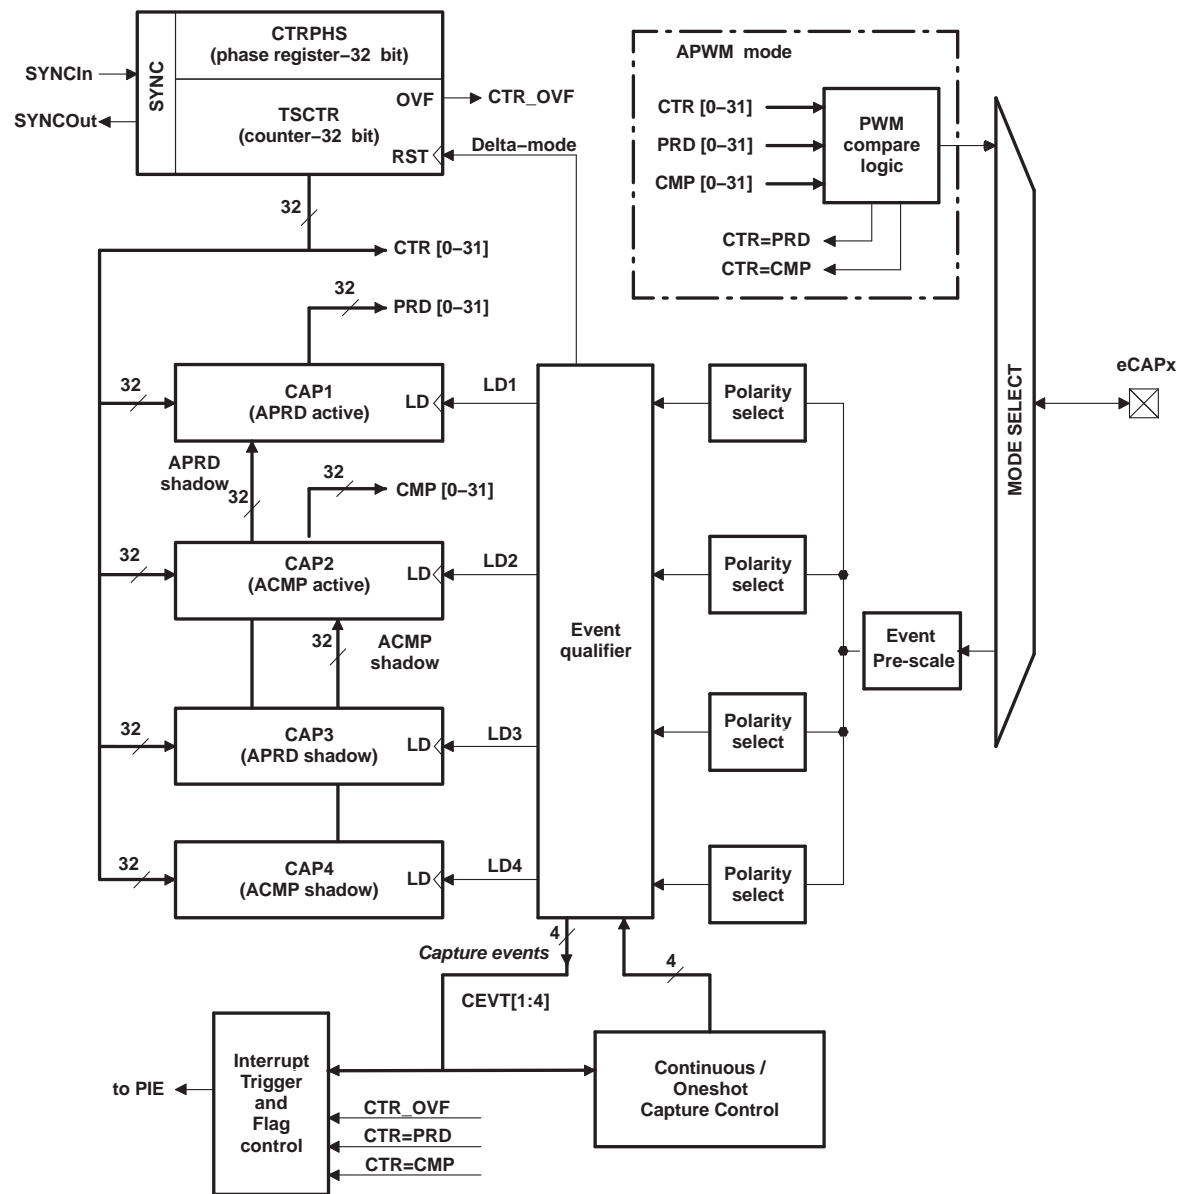 CTRPHS
(phase register−32 bit)
SYNC
SYNCIn
SYNCOut
TSCTR
(counter−32 bit)
OVF
CTR_OVF
RST
Delta−mode
32
CTR [0−31]
32
PRD [0−31]
APWM mode
CTR [0−31]
PRD [0−31]
CMP [0−31]
PWM
compare
logic
CTR=PRD
CTR=CMP
MODE SELECT
eCAPx
32
CAP1
(APRD active)
LD
LD1
Polarity
select
APRD
shadow
32
32
CMP [0−31]
32
CAP2
(ACMP active)
LD
LD2
Polarity
select
Event
qualifier
32
ACMP
shadow
Event
Pre-scale
32
CAP3
(APRD shadow)
LD
LD3
Polarity
select
32
CAP4
(ACMP shadow)
LD
LD4
Polarity
select
4
Capture events
CEVT[1:4]
4
Interrupt
Trigger
and
Flag
control
to PIE
CTR_OVF
CTR=PRD
CTR=CMP
Continuous /
Oneshot
Capture Control